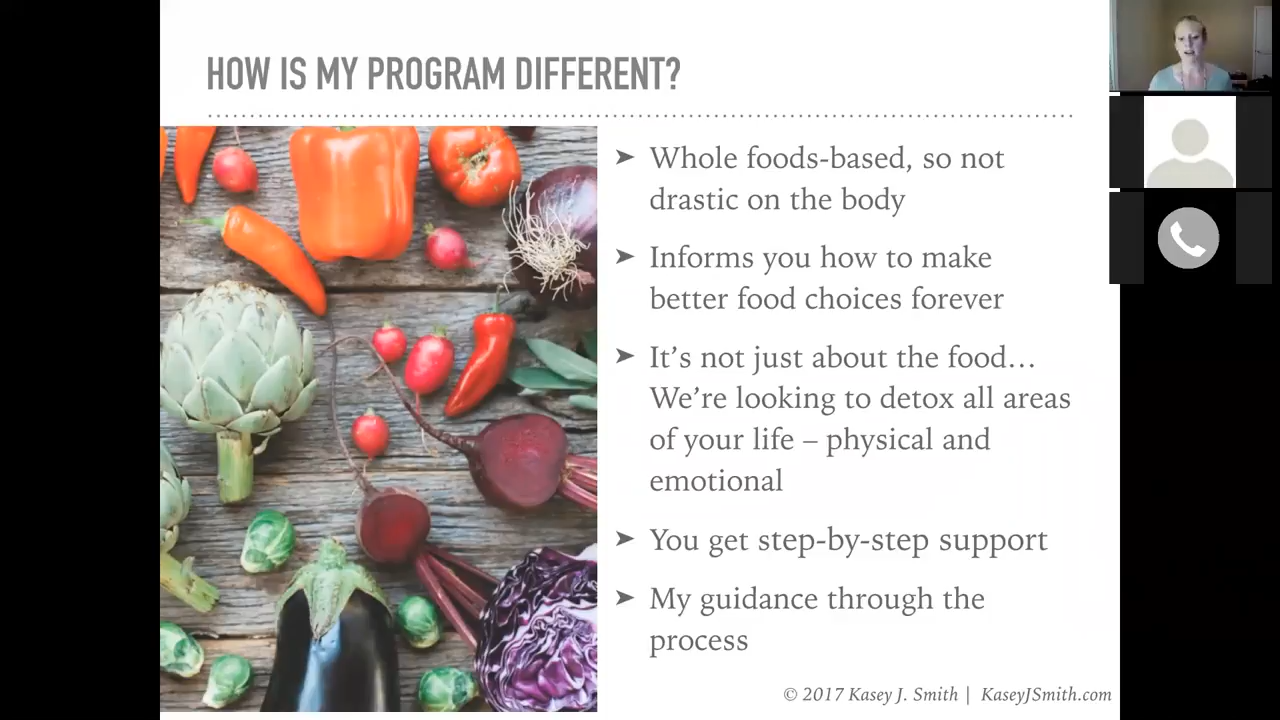 HOW IS MY PROGRAM DIFFERENT?
➤ Whole foods-based, so not
drastic on the body
➤ Informs you how to make
better food choices forever
➤ It’s not just about the food…
We’re looking to detox all areas
of your life – physical and
emotional
➤ You get step-by-step support
➤ My guidance through the
process
© 2017 Kasey J. Smith | KaseyJSmith.com